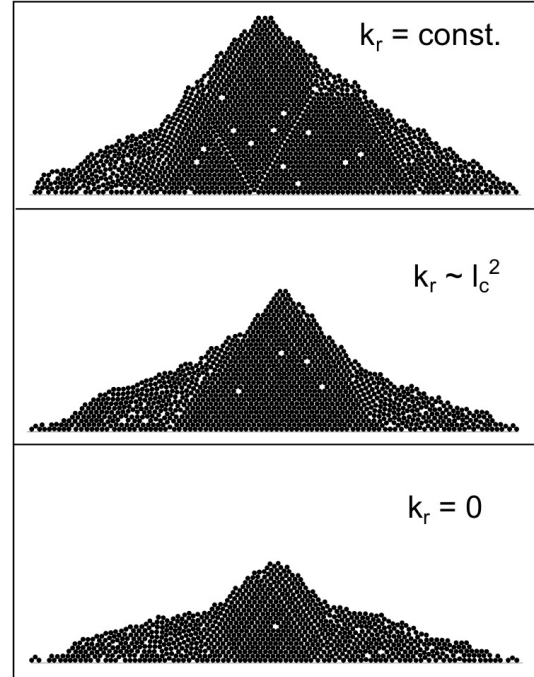 k_r = const.
k_r ~ l_c^2
k_r = 0